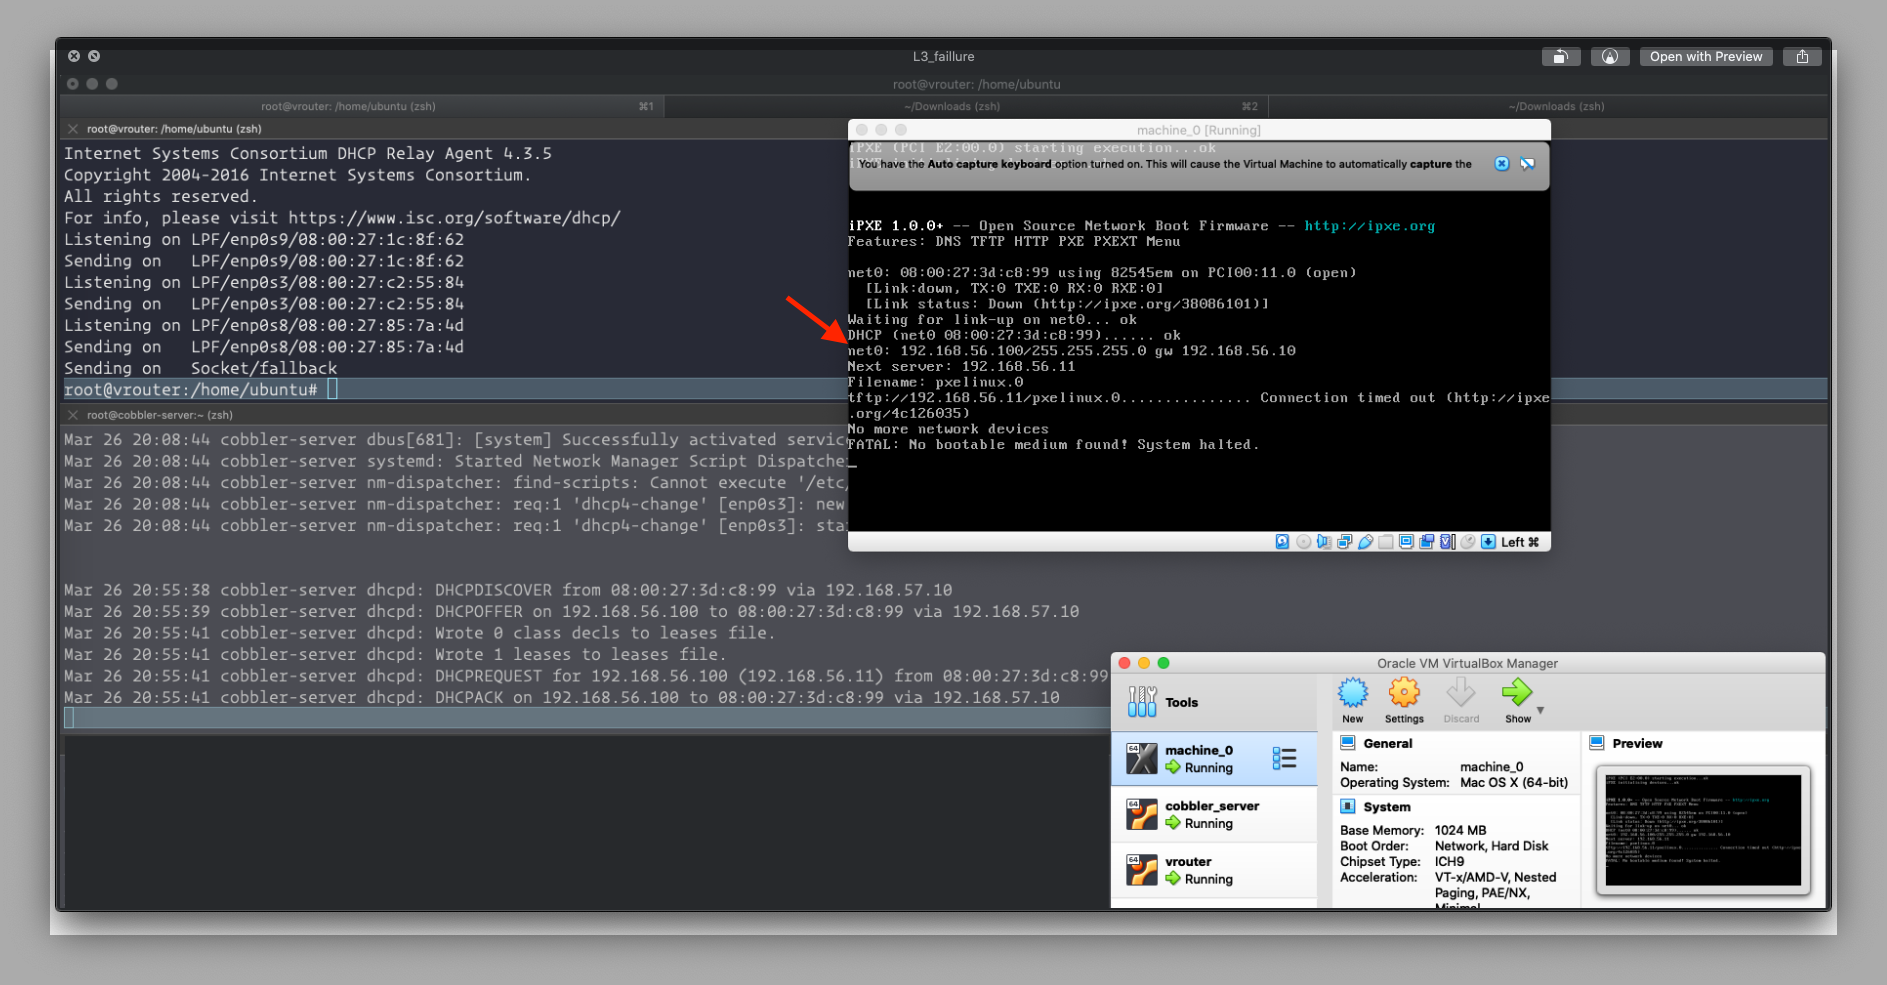 L3_faillure
Open with Preview
root@vrouter: /home/ubuntu
root@vrouter: /home/ubuntu (zsh) ⌘1
~/Downloads (zsh) ⌘2
~/Downloads (zsh)
root@vrouter: /home/ubuntu (zsh)
Internet Systems Consortium DHCP Relay Agent 4.3.5
Copyright 2004-2016 Internet Systems Consortium.
All rights reserved.
For info, please visit https://www.isc.org/software/dhcp/
Listening on LPF/enp0s9/08:00:27:1c:8f:62
Sending on   LPF/enp0s9/08:00:27:1c:8f:62
Listening on LPF/enp0s3/08:00:27:c2:55:84
Sending on   LPF/enp0s3/08:00:27:c2:55:84
Listening on LPF/enp0s8/08:00:27:85:7a:4d
Sending on   LPF/enp0s8/08:00:27:85:7a:4d
Sending on   Socket/fallback
root@vrouter:/home/ubuntu#
machine_0 [Running]
iPXE (PCI E2:00.0) starting execution...ok
You have the Auto capture keyboard option turned on. This will cause the Virtual Machine to automatically capture the
iPXE 1.0.0+ -- Open Source Network Boot Firmware -- http://ipxe.org
Features: DNS TFTP HTTP PXE PXEXT Menu
net0: 08:00:27:3d:c8:99 using 82545em on PCI00:11.0 (open)
[Link:down, TX:0 TXE:0 RX:0 RXE:0]
[Link status: Down (http://ipxe.org/38086101)]
Waiting for link-up on net0... ok
DHCP (net0 08:00:27:3d:c8:99)...... ok
net0: 192.168.56.100/255.255.255.0 gw 192.168.56.10
Next server: 192.168.56.11
Filename: pxelinux.0
tftp://192.168.56.11/pxelinux.0............... Connection timed out (http://ipxe
.org/4c126035)
No more network devices
FATAL: No bootable medium found! System halted.
Left ⌘
root@cobbler-server:~ (zsh)
Mar 26 20:08:44 cobbler-server dbus[681]: [system] Successfully activated servic
Mar 26 20:08:44 cobbler-server systemd: Started Network Manager Script Dispatche
Mar 26 20:08:44 cobbler-server nm-dispatcher: find-scripts: Cannot execute '/etc/
Mar 26 20:08:44 cobbler-server nm-dispatcher: req:1 'dhcp4-change' [enp0s3]: new
Mar 26 20:08:44 cobbler-server nm-dispatcher: req:1 'dhcp4-change' [enp0s3]: sta
Mar 26 20:55:38 cobbler-server dhcpd: DHCPDISCOVER from 08:00:27:3d:c8:99 via 192.168.57.10
Mar 26 20:55:39 cobbler-server dhcpd: DHCPOFFER on 192.168.56.100 to 08:00:27:3d:c8:99 via 192.168.57.10
Mar 26 20:55:41 cobbler-server dhcpd: Wrote 0 class decls to leases file.
Mar 26 20:55:41 cobbler-server dhcpd: Wrote 1 leases to leases file.
Mar 26 20:55:41 cobbler-server dhcpd: DHCPREQUEST for 192.168.56.100 (192.168.56.11) from 08:00:27:3d:c8:99
Mar 26 20:55:41 cobbler-server dhcpd: DHCPACK on 192.168.56.100 to 08:00:27:3d:c8:99 via 192.168.57.10
Oracle VM VirtualBox Manager
Tools
New
Settings
Discard
Show
64 machine_0
Running
64 cobbler_server
Running
64 vrouter
Running
General
Name: machine_0
Operating System: Mac OS X (64-bit)
System
Base Memory: 1024 MB
Boot Order: Network, Hard Disk
Chipset Type: ICH9
Acceleration: VT-x/AMD-V, Nested
Paging, PAE/NX,
Minimal
Preview